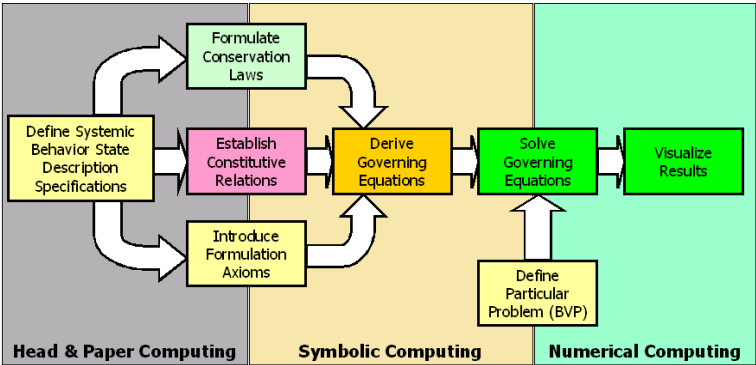 Formulate
Conservation
Laws
Define Systemic
Behavior State
Description
Specifications
Establish
Constitutive
Relations
Derive
Governing
Equations
Solve
Governing
Equations
Visualize
Results
Introduce
Formulation
Axioms
Define
Particular
Problem (BVP)
Head & Paper Computing
Symbolic Computing
Numerical Computing